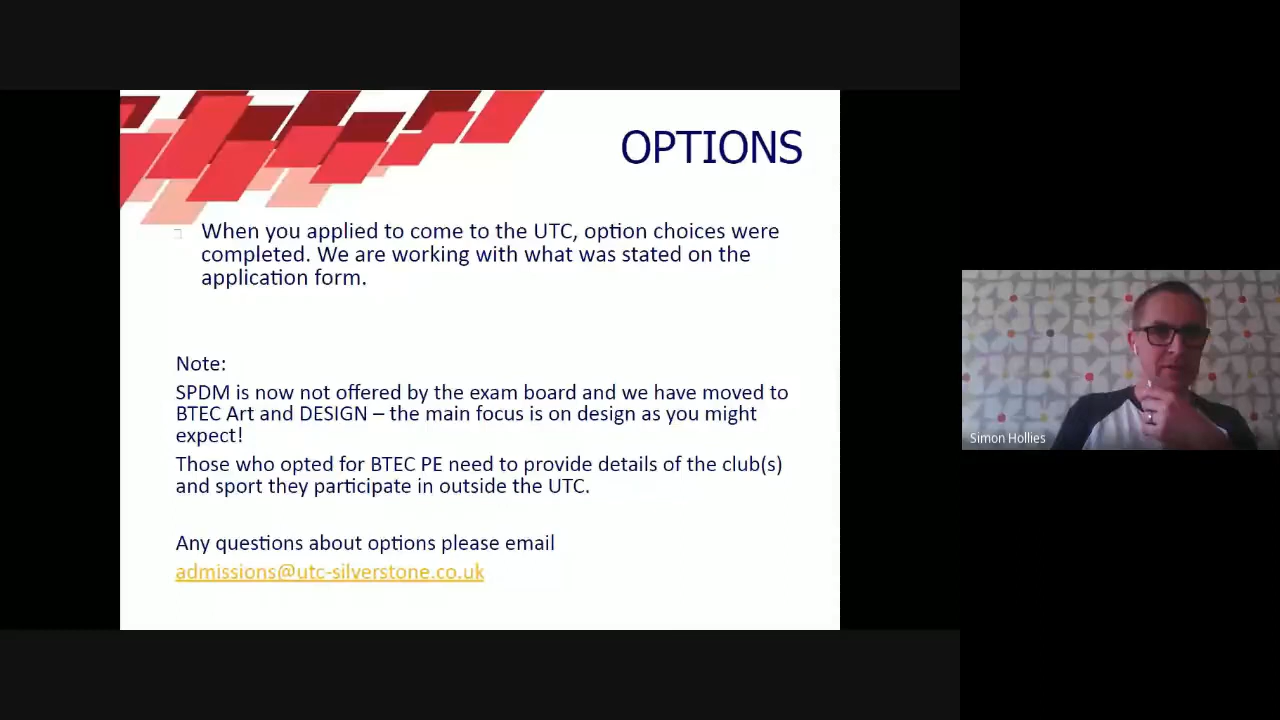 OPTIONS
When you applied to come to the UTC, option choices were
completed. We are working with what was stated on the
application form.
Note:
SPDM is now not offered by the exam board and we have moved to
BTEC Art and DESIGN – the main focus is on design as you might
expect!
Those who opted for BTEC PE need to provide details of the club(s)
and sport they participate in outside the UTC.
Any questions about options please email
admissions@utc-silverstone.co.uk
Simon Hollies